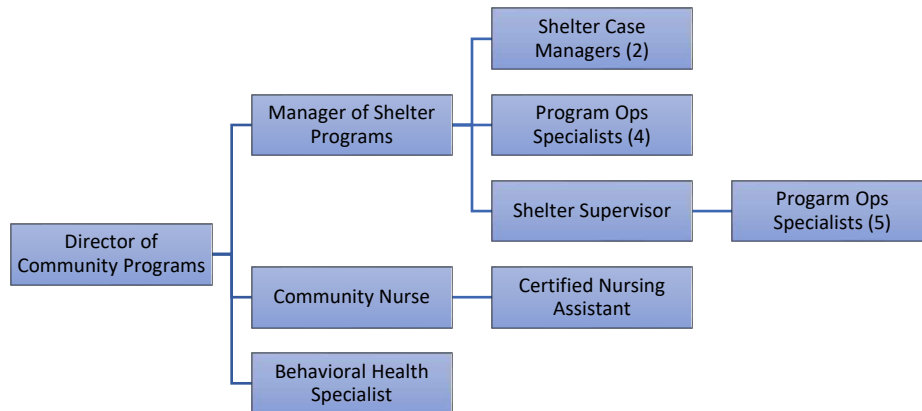 Shelter Case
Managers (2)
Manager of Shelter
Programs
Program Ops
Specialists (4)
Shelter Supervisor
Progarm Ops
Specialists (5)
Director of
Community Programs
Community Nurse
Certified Nursing
Assistant
Behavioral Health
Specialist